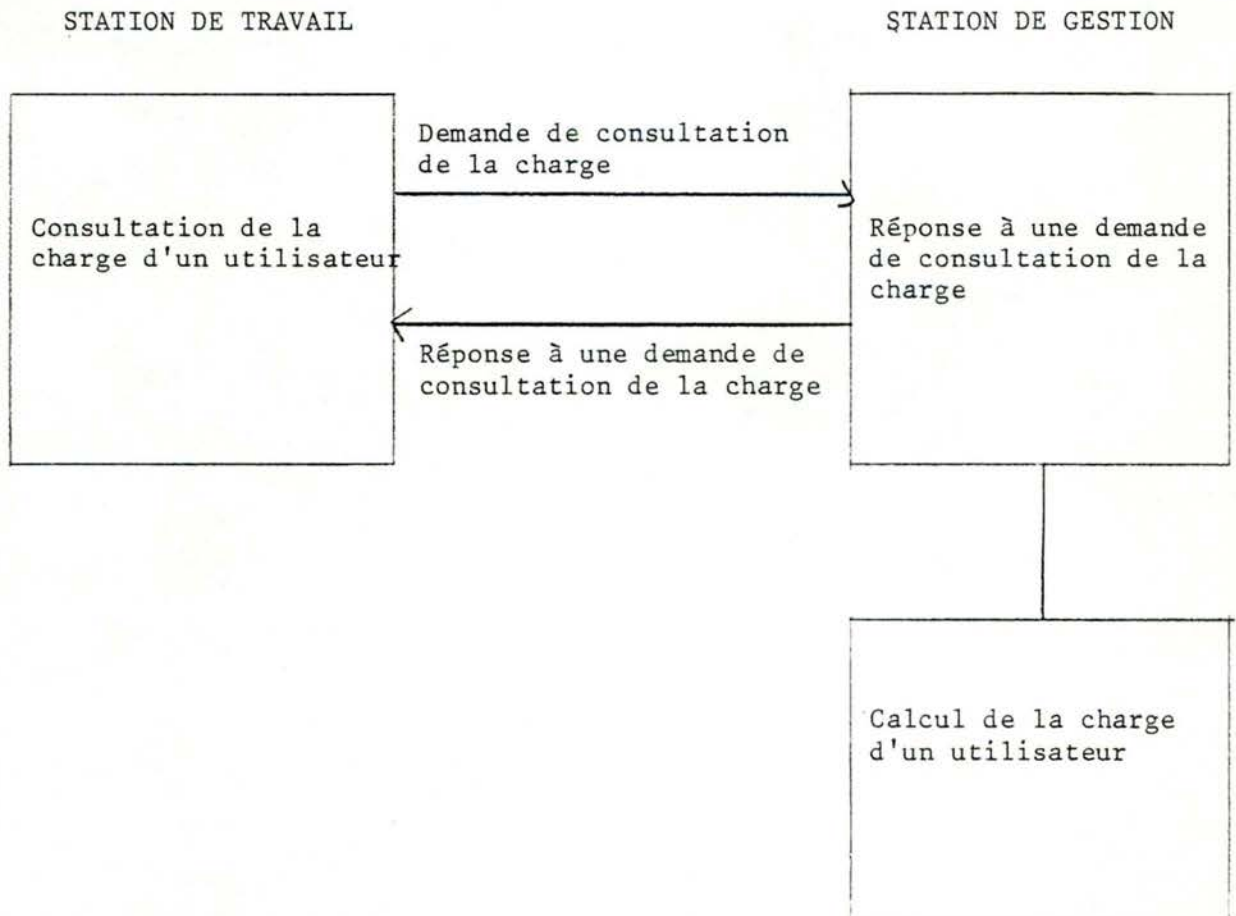 STATION DE TRAVAIL
STATION DE GESTION
Demande de consultation
de la charge
Consultation de la
charge d'un utilisateur
Réponse à une demande
de consultation de la
charge
Réponse à une demande de
consultation de la charge
Calcul de la charge
d'un utilisateur